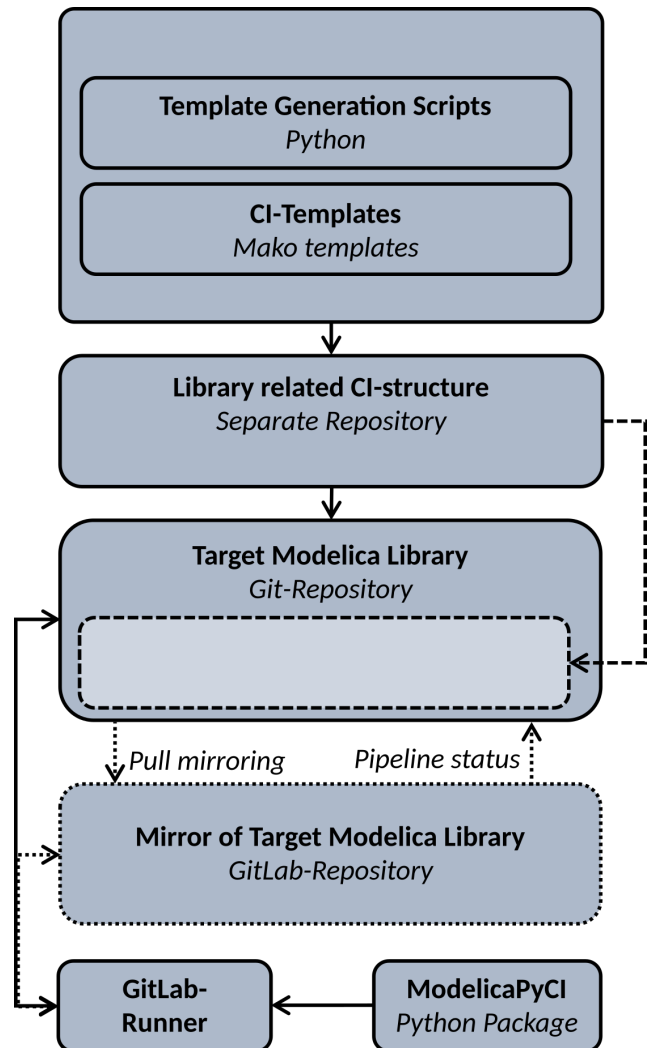 Template Generation Scripts
Python
CI-Templates
Mako templates
Library related CI-structure
Separate Repository
Target Modelica Library
Git-Repository
Pull mirroring
Pipeline status
Mirror of Target Modelica Library
GitLab-Repository
GitLab-
Runner
ModelicaPyCI
Python Package